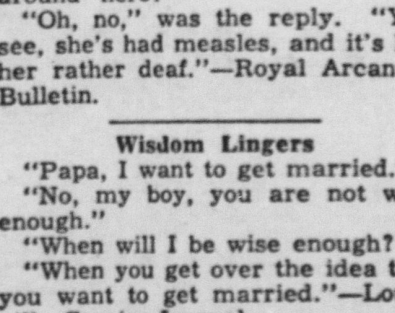 "Oh, no," was the reply.
see, she's had measles, and it's
her rather deaf."—Royal Arcan
Bulletin.
Wisdom Lingers
"Papa, I want to get married.
"No, my boy, you are not w
enough."
"When will I be wise enough?
"When you get over the idea t
you want to get married."—Lo